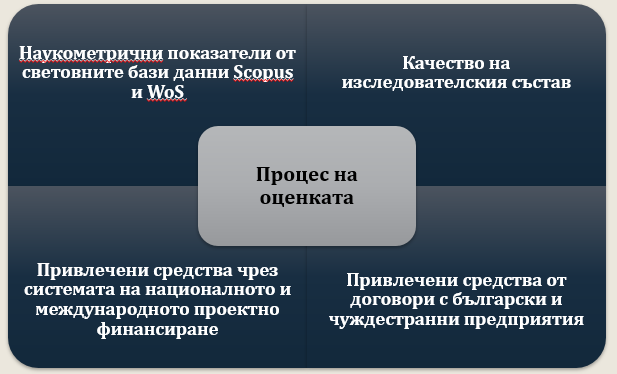 Наукометрични показатели от
световните бази данни Scopus
и WoS
Качество на
изследователския състав
Процес на
оценката
Привлечени средства чрез
системата на националното и
международното проектно
финансиране
Привлечени средства от
договори с български и
чуждестранни предприятия